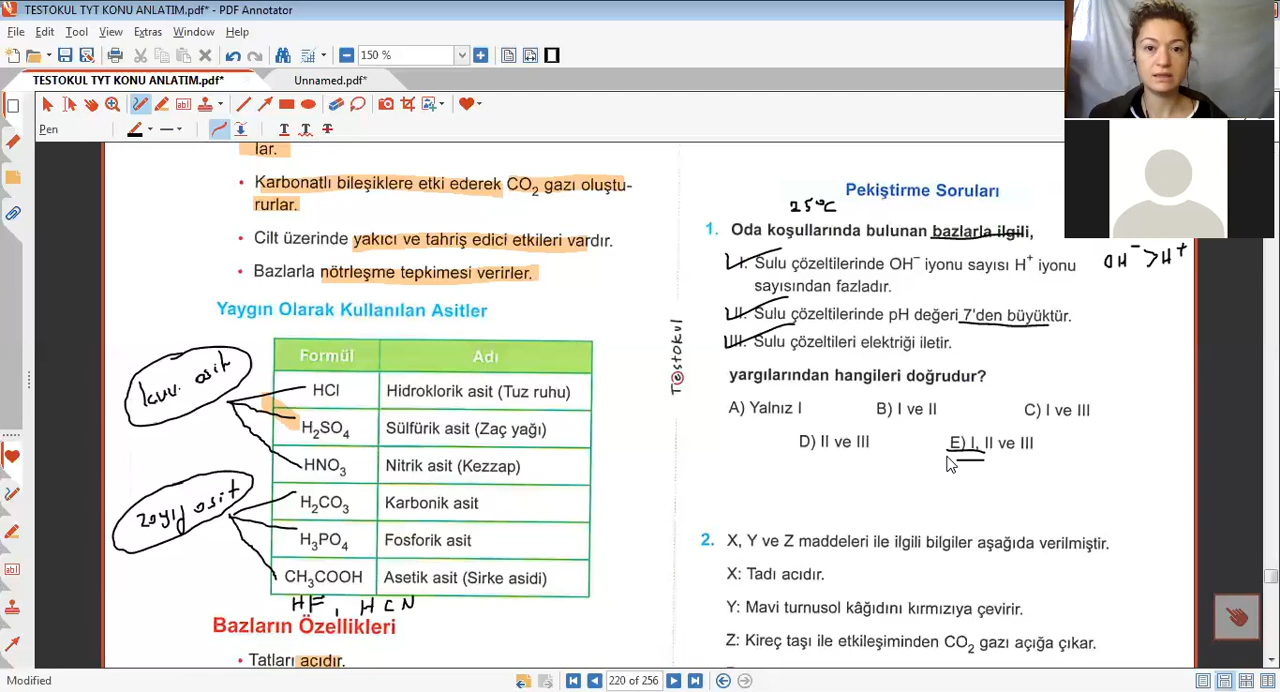 TESTOKUL TYT KONU ANLATIM.pdf* - PDF Annotator
File Edit Tool View Extras Window Help
150 %
TESTOKUL TYT KONU ANLATIM.pdf* Unnamed.pdf*
Pen
lar.
• Karbonatlı bileşiklere etki ederek CO₂ gazı oluştu-
rurlar.
• Cilt üzerinde yakıcı ve tahriş edici etkileri vardır.
• Bazlarla nötrleşme tepkimesi verirler.
Yaygın Olarak Kullanılan Asitler
Formül Adı
HCl Hidroklorik asit (Tuz ruhu)
H₂SO₄ Sülfürik asit (Zaç yağı)
HNO₃ Nitrik asit (Kezzap)
H₂CO₃ Karbonik asit
H₃PO₄ Fosforik asit
CH₃COOH Asetik asit (Sirke asidi)
kuv. asit
zayıf asit
HF, HCN
Bazların Özellikleri
• Tatları acıdır.
Testokul
Pekiştirme Soruları
25°C
1. Oda koşullarında bulunan bazlarla ilgili,
I. Sulu çözeltilerinde OH⁻ iyonu sayısı H⁺ iyonu
sayısından fazladır.
OH⁻ > H⁺
II. Sulu çözeltilerinde pH değeri 7'den büyüktür.
III. Sulu çözeltileri elektriği iletir.
yargılarından hangileri doğrudur?
A) Yalnız I B) I ve II C) I ve III
D) II ve III E) I, II ve III
2. X, Y ve Z maddeleri ile ilgili bilgiler aşağıda verilmiştir.
X: Tadı acıdır.
Y: Mavi turnusol kâğıdını kırmızıya çevirir.
Z: Kireç taşı ile etkileşiminden CO₂ gazı açığa çıkar.
Modified
220 of 256